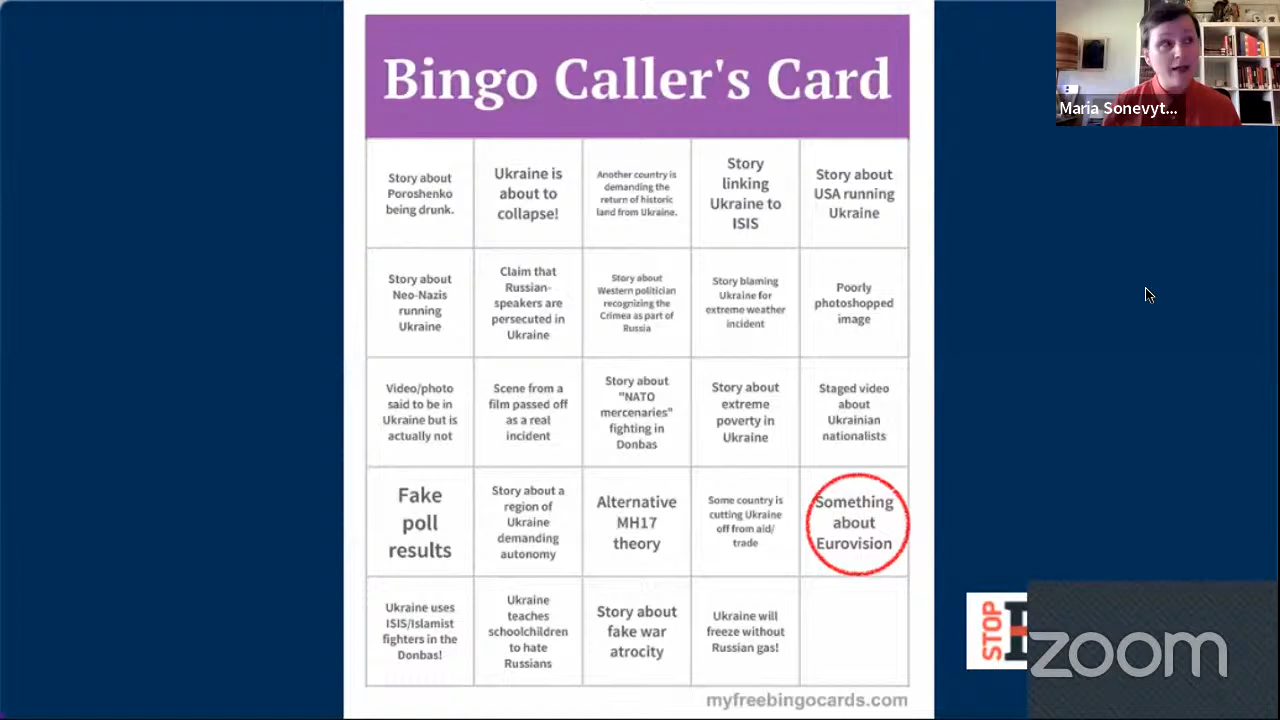 Bingo Caller's Card
Maria Sonevyt...
Story about
Poroshenko
being drunk.
Ukraine is
about to
collapse!
Another country is
demanding the
return of historic
land from Ukraine.
Story
linking
Ukraine to
ISIS
Story about
USA running
Ukraine
Story about
Neo-Nazis
running
Ukraine
Claim that
Russian-
speakers are
persecuted in
Ukraine
Story about
Western politician
recognizing the
Crimea as part of
Russia
Story blaming
Ukraine for
extreme weather
incident
Poorly
photoshopped
image
Video/photo
said to be in
Ukraine but is
actually not
Scene from a
film passed off
as a real
incident
Story about
"NATO
mercenaries"
fighting in
Donbas
Story about
extreme
poverty in
Ukraine
Staged video
about
Ukrainian
nationalists
Fake
poll
results
Story about a
region of
Ukraine
demanding
autonomy
Alternative
MH17
theory
Some country is
cutting Ukraine
off from aid/
trade
Something
about
Eurovision
Ukraine uses
ISIS/Islamist
fighters in the
Donbas!
Ukraine
teaches
schoolchildren
to hate
Russians
Story about
fake war
atrocity
Ukraine will
freeze without
Russian gas!
myfreebingocards.com
STOP
zoom